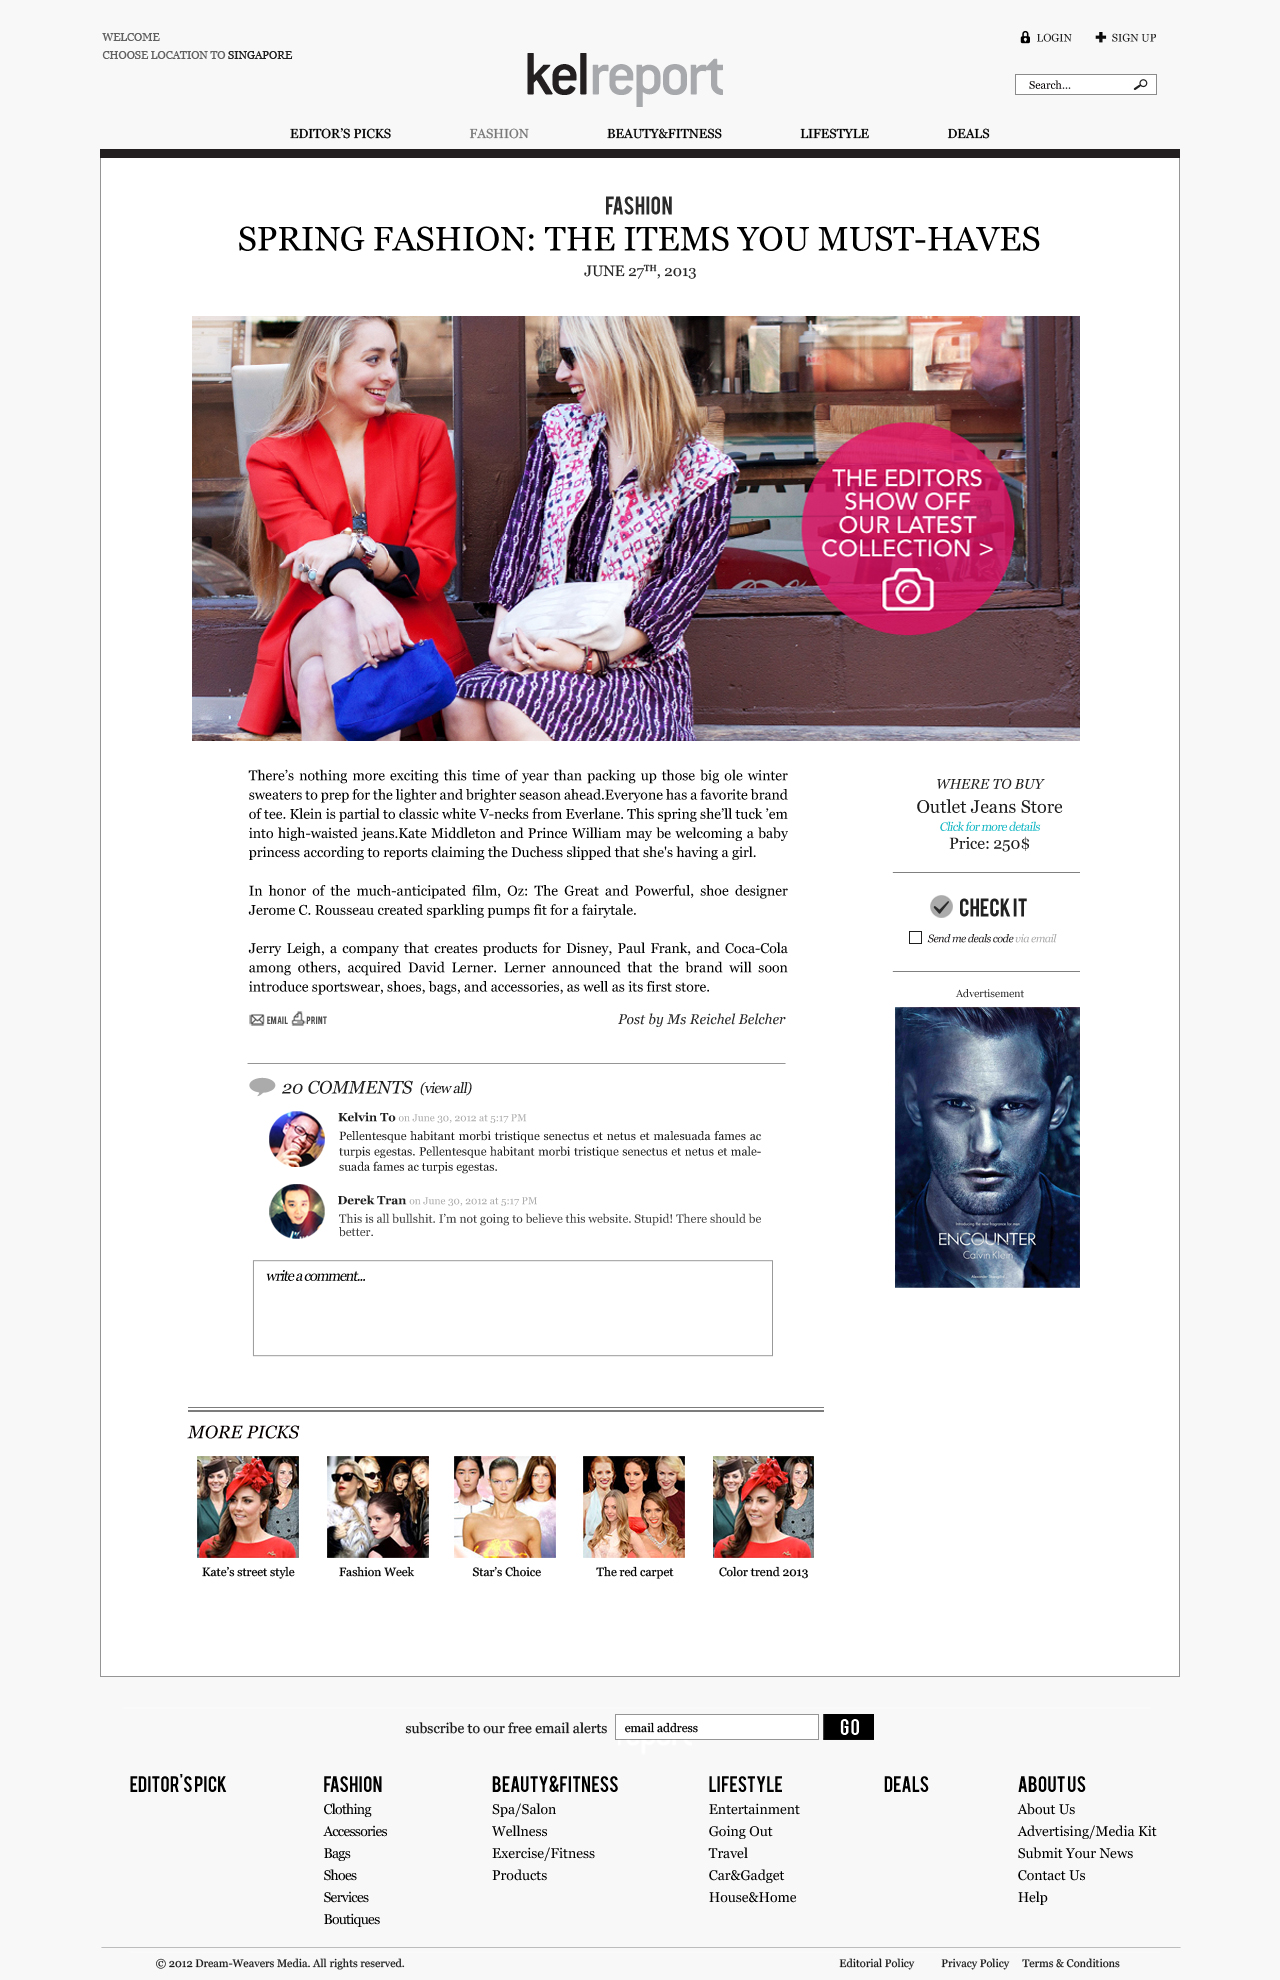 WELCOME
CHOOSE LOCATION TO SINGAPORE
LOGIN
SIGN UP
kelreport
Search...
EDITOR'S PICKS
FASHION
BEAUTY&FITNESS
LIFESTYLE
DEALS
FASHION
SPRING FASHION: THE ITEMS YOU MUST-HAVES
JUNE 27TH, 2013
THE EDITORS
SHOW OFF
OUR LATEST
COLLECTION >
There's nothing more exciting this time of year than packing up those big ole winter
sweaters to prep for the lighter and brighter season ahead.Everyone has a favorite brand
of tee. Klein is partial to classic white V-necks from Everlane. This spring she'll tuck 'em
into high-waisted jeans.Kate Middleton and Prince William may be welcoming a baby
princess according to reports claiming the Duchess slipped that she's having a girl.
In honor of the much-anticipated film, Oz: The Great and Powerful, shoe designer
Jerome C. Rousseau created sparkling pumps fit for a fairytale.
Jerry Leigh, a company that creates products for Disney, Paul Frank, and Coca-Cola
among others, acquired David Lerner. Lerner announced that the brand will soon
introduce sportswear, shoes, bags, and accessories, as well as its first store.
EMAIL
PRINT
Post by Ms Reichel Belcher
WHERE TO BUY
Outlet Jeans Store
Click for more details
Price: 250$
CHECK IT
Send me deals code via email
Advertisement
Introducing the new fragrance for men
ENCOUNTER
Calvin Klein
20 COMMENTS (view all)
Kelvin To on June 30, 2012 at 5:17 PM
Pellentesque habitant morbi tristique senectus et netus et malesuada fames ac
turpis egestas. Pellentesque habitant morbi tristique senectus et netus et male-
suada fames ac turpis egestas.
Derek Tran on June 30, 2012 at 5:17 PM
This is all bullshit. I'm not going to believe this website. Stupid! There should be
better.
write a comment...
MORE PICKS
Kate's street style
Fashion Week
Star's Choice
The red carpet
Color trend 2013
subscribe to our free email alerts
email address
GO
EDITOR'S PICK
FASHION
Clothing
Accessories
Bags
Shoes
Services
Boutiques
BEAUTY&FITNESS
Spa/Salon
Wellness
Exercise/Fitness
Products
LIFESTYLE
Entertainment
Going Out
Travel
Car&Gadget
House&Home
DEALS
ABOUT US
About Us
Advertising/Media Kit
Submit Your News
Contact Us
Help
© 2012 Dream-Weavers Media. All rights reserved.
Editorial Policy
Privacy Policy
Terms & Conditions